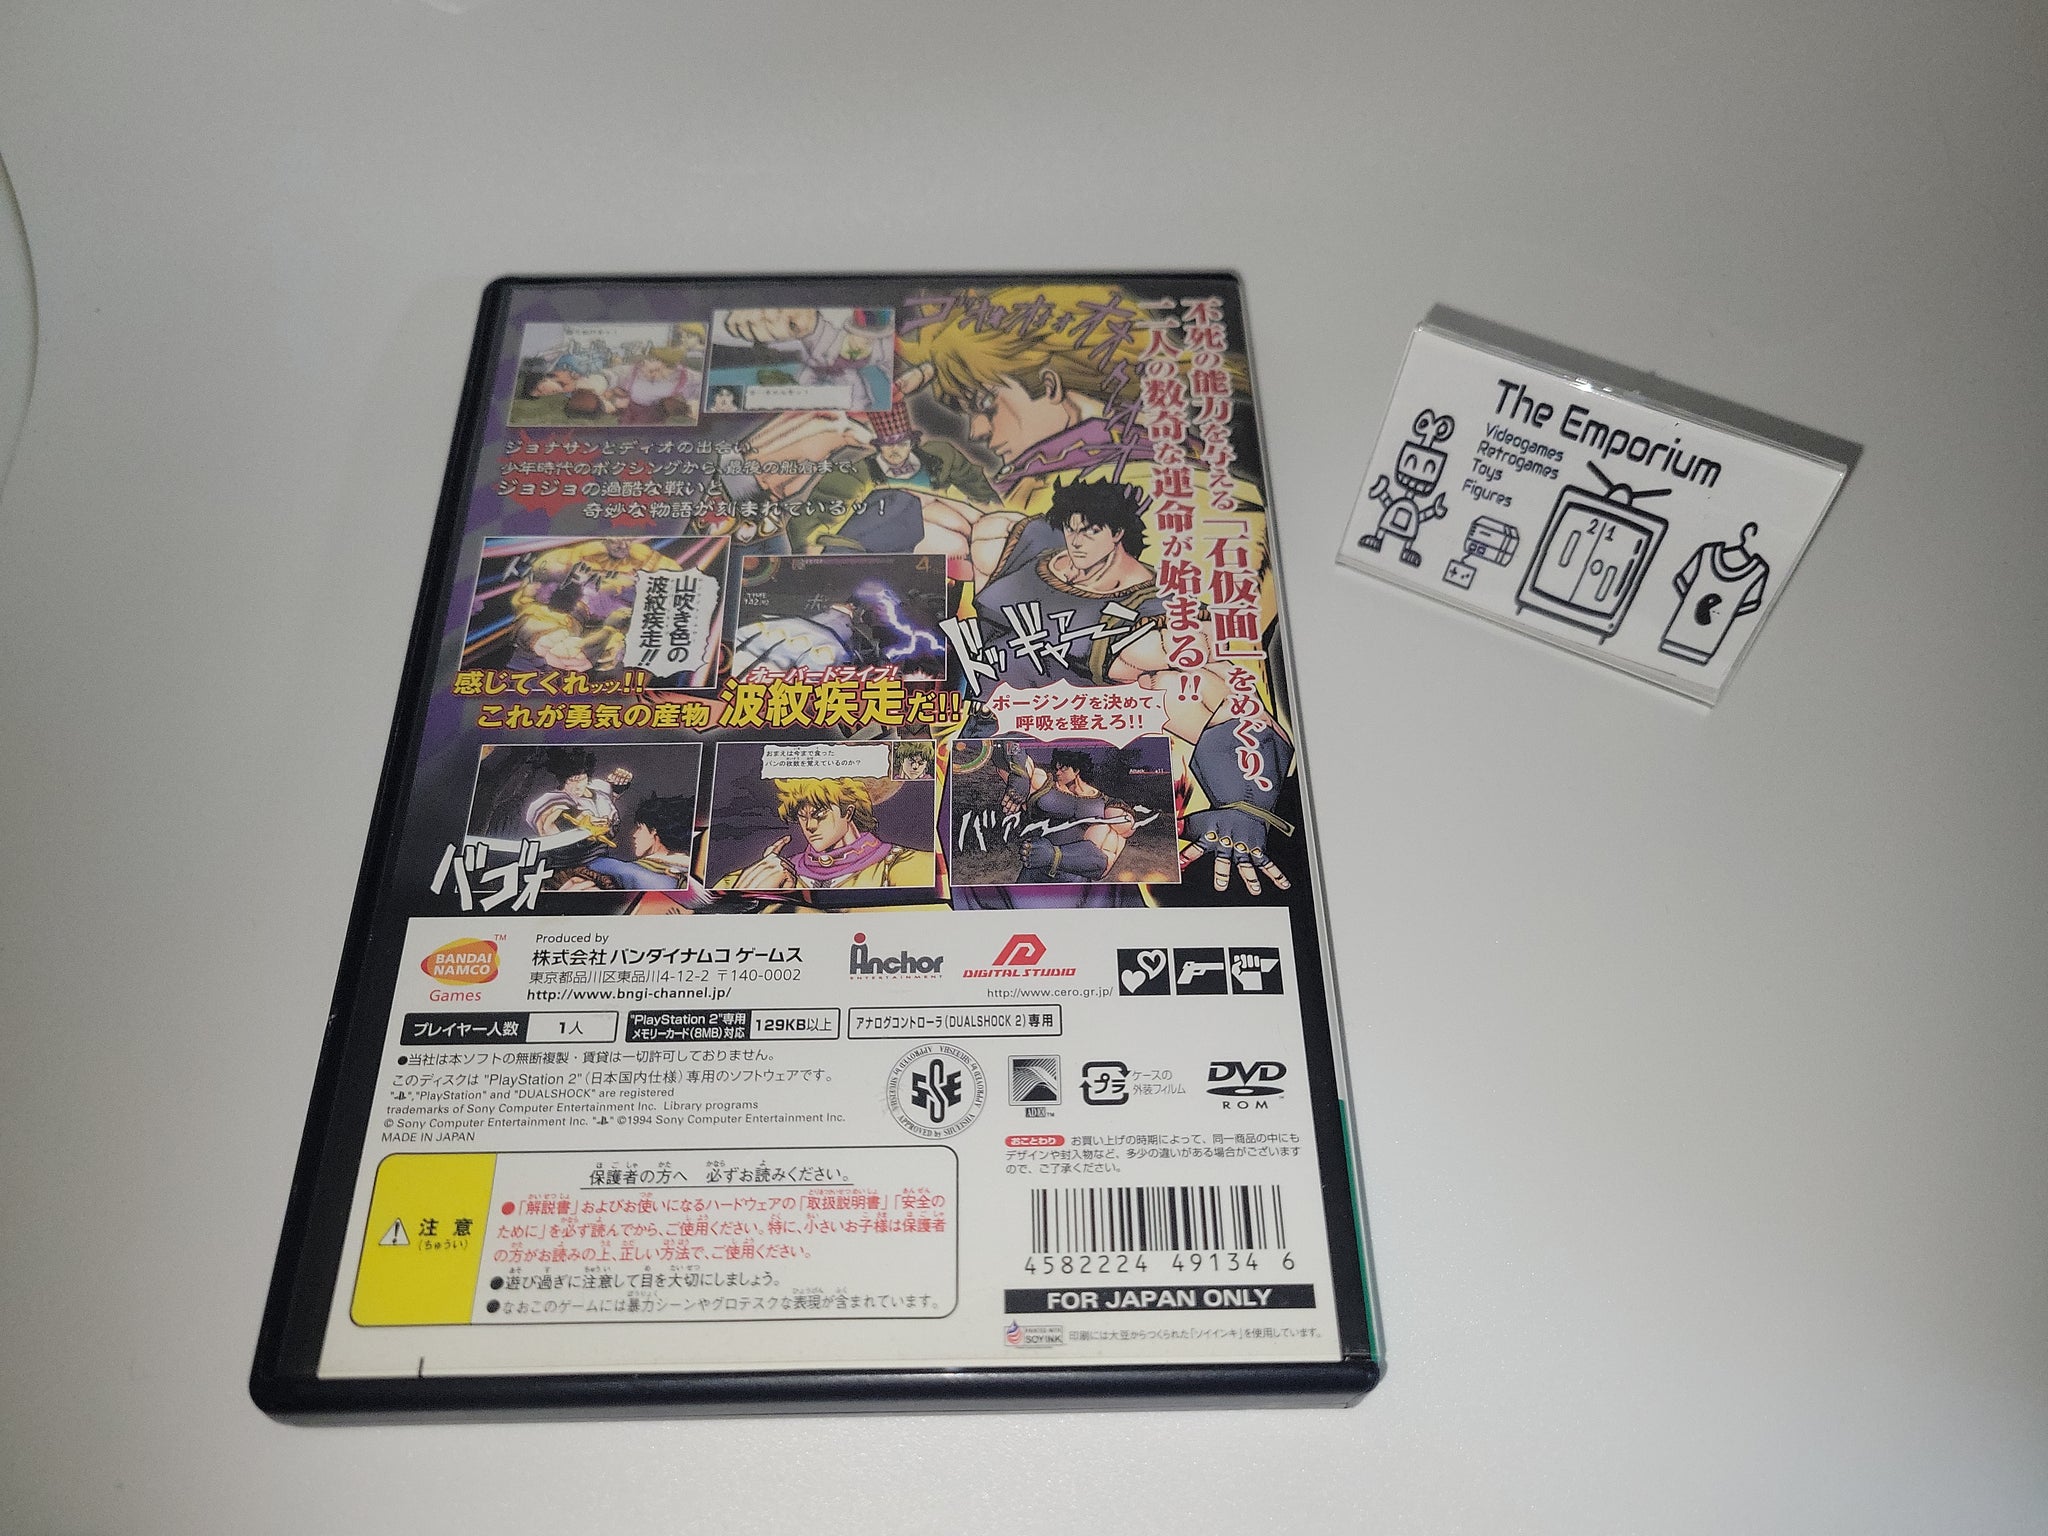 不死の能力を与える「石仮面」をめぐり、
二人の数奇な運命が始まる!!
ジョナサンとディオの出会い、
少年時代のボクシングから、最後の船倉まで、
ジョジョの過酷な戦いと
奇妙な物語が刻まれているッ!
山吹き色の
波紋疾走!!
ドッギャァーン
感じてくれッッ!!
これが勇気の産物
オーバードライブ!
波紋疾走だ!!
ポージングを決めて、
呼吸を整えろ!!
おまえは今まで食った
パンの枚数を覚えているのか?
バゴォ
バァーーン
BANDAI
NAMCO
Games
TM
Produced by
株式会社 バンダイナムコ ゲームス
東京都品川区東品川4-12-2 〒140-0002
http://www.bngi-channel.jp/
Anchor
ENTERTAINMENT
DIGITAL STUDIO
http://www.cero.gr.jp/
プレイヤー人数 1人
"PlayStation 2"専用
メモリーカード(8MB)対応
129KB以上
アナログコントローラ(DUALSHOCK 2)専用
●当社は本ソフトの無断複製・賃貸は一切許可しておりません。
このディスクは "PlayStation 2"(日本国内仕様)専用のソフトウェアです。
"PlayStation" and "DUALSHOCK" are registered
trademarks of Sony Computer Entertainment Inc. Library programs
© Sony Computer Entertainment Inc. ©1994 Sony Computer Entertainment Inc.
MADE IN JAPAN
APPROVED by SHUEISHA
ADX TM
プラ
ケースの
外装フィルム
DVD
ROM
TM
おことわり お買い上げの時期によって、同一商品の中にも
デザインや封入物など、多少の違いがある場合がございます
ので、ご了承ください。
注意
(ちゅうい)
保護者の方へ 必ずお読みください。
●「解説書」およびお使いになるハードウェアの「取扱説明書」「安全の
ために」を必ず読んでから、ご使用ください。特に、小さいお子様は保護者
の方がお読みの上、正しい方法で、ご使用ください。
●遊び過ぎに注意して目を大切にしましょう。
●なおこのゲームには暴力シーンやグロテスクな表現が含まれています。
4582224 49134 6
FOR JAPAN ONLY
PRINTED WITH
SOY INK
印刷には大豆からつくられた「ソイインキ」を使用しています。
The Emporium
Videogames
Retrogames
Toys
Figures
21